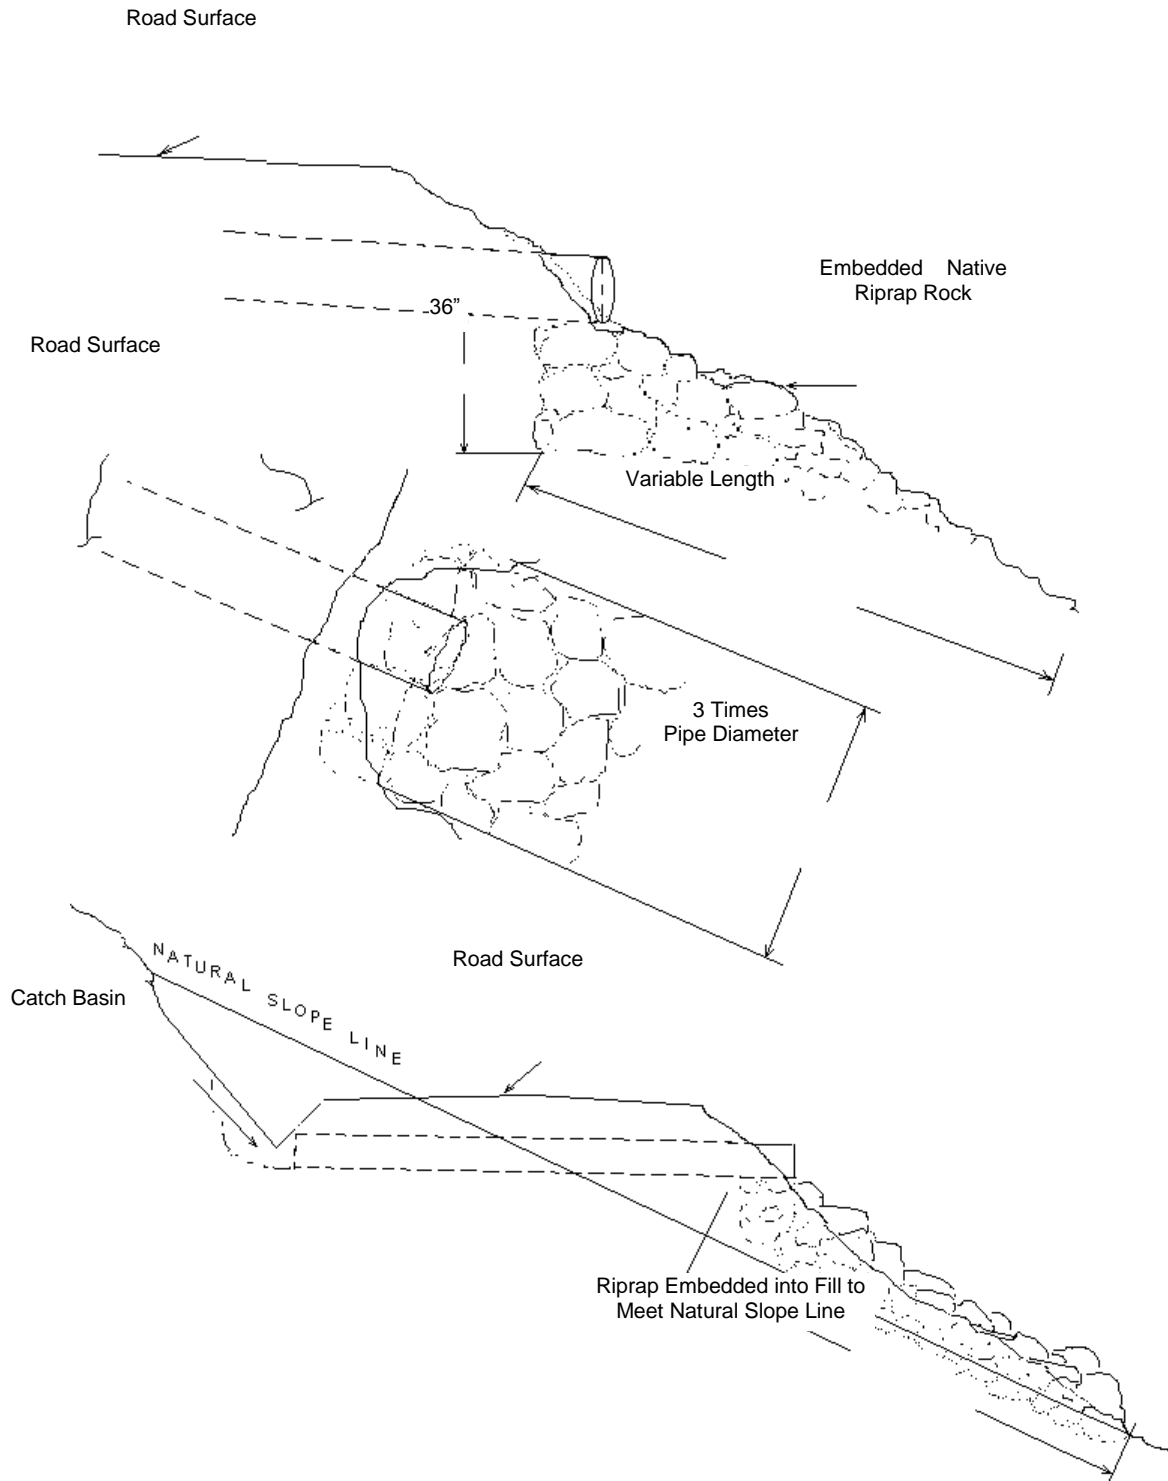 Road Surface
Embedded Native
Riprap Rock
36”
Road Surface
Variable Length
3 Times
Pipe Diameter
Road Surface
NATURAL SLOPE LINE
Catch Basin
Riprap Embedded into Fill to
Meet Natural Slope Line